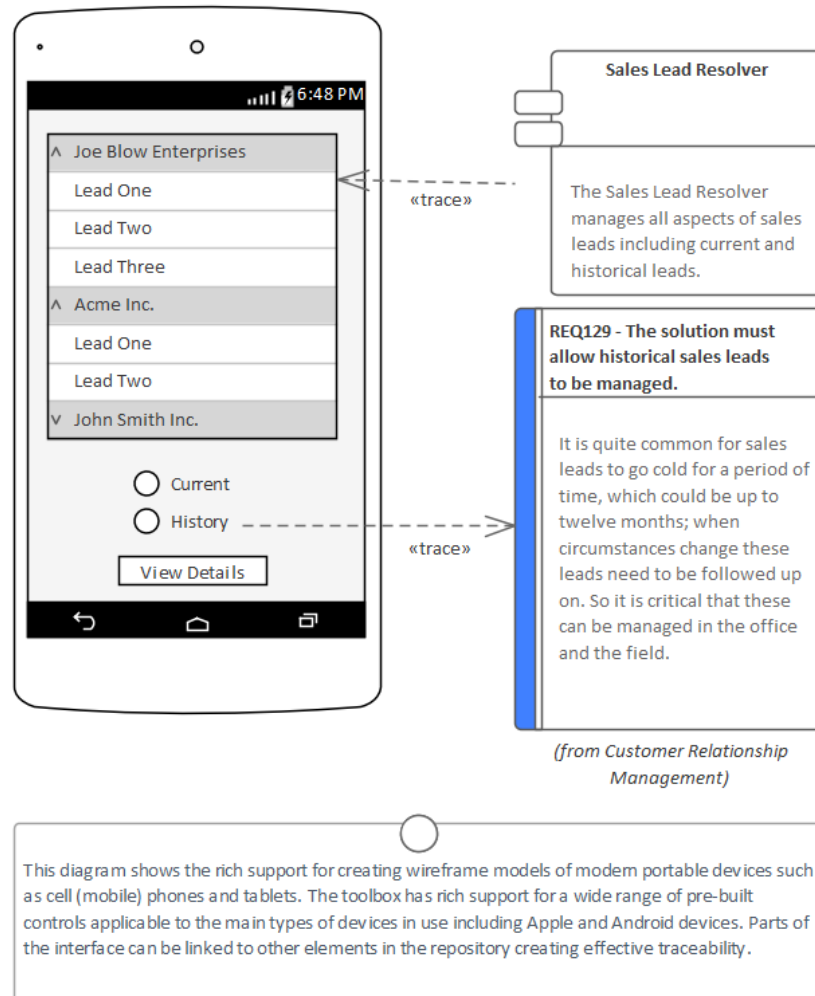 6:48 PM
^ Joe Blow Enterprises
Lead One
Lead Two
Lead Three
^ Acme Inc.
Lead One
Lead Two
v John Smith Inc.
Current
History
View Details
«trace»
«trace»
Sales Lead Resolver
The Sales Lead Resolver
manages all aspects of sales
leads including current and
historical leads.
REQ129 - The solution must
allow historical sales leads
to be managed.
It is quite common for sales
leads to go cold for a period of
time, which could be up to
twelve months; when
circumstances change these
leads need to be followed up
on. So it is critical that these
can be managed in the office
and the field.
(from Customer Relationship
Management)
This diagram shows the rich support for creating wireframe models of modern portable devices such
as cell (mobile) phones and tablets. The toolbox has rich support for a wide range of pre-built
controls applicable to the main types of devices in use including Apple and Android devices. Parts of
the interface can be linked to other elements in the repository creating effective traceability.